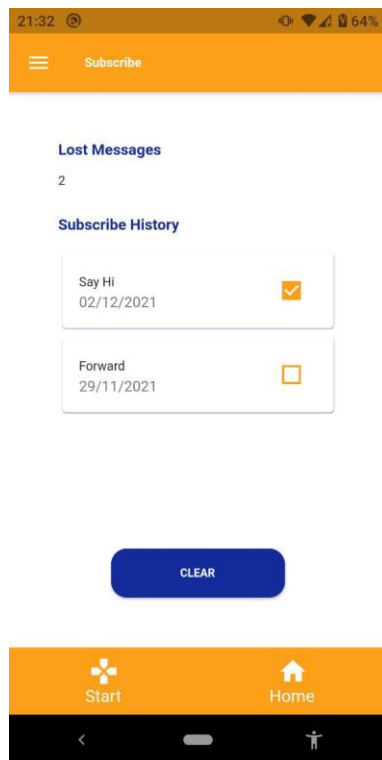 21:32 64%
Subscribe
Lost Messages
2
Subscribe History
Say Hi
02/12/2021
Forward
29/11/2021
CLEAR
Start Home